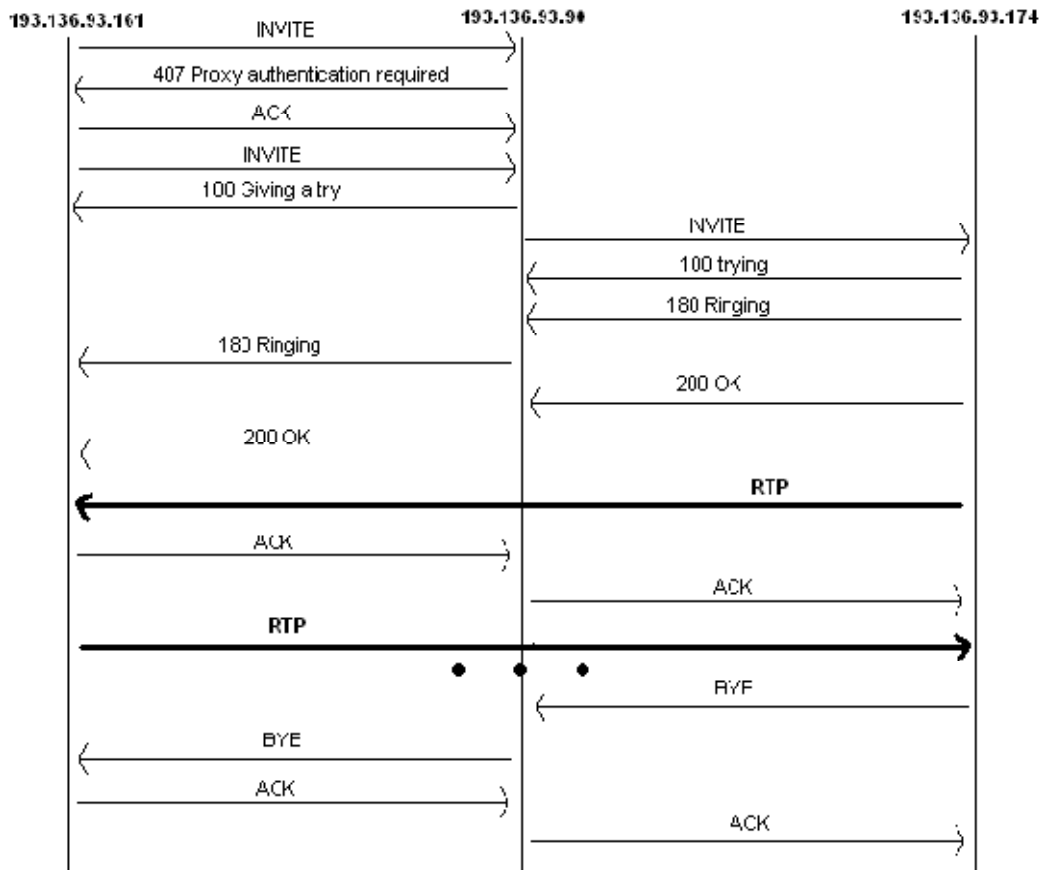 193.136.93.161 193.136.93.90 193.136.93.174
INVITE
407 Proxy authentication required
ACK
INVITE
100 Giving a try
INVITE
100 trying
180 Ringing
180 Ringing
200 OK
200 OK
RTP
ACK
ACK
RTP
BYE
BYE
ACK
ACK